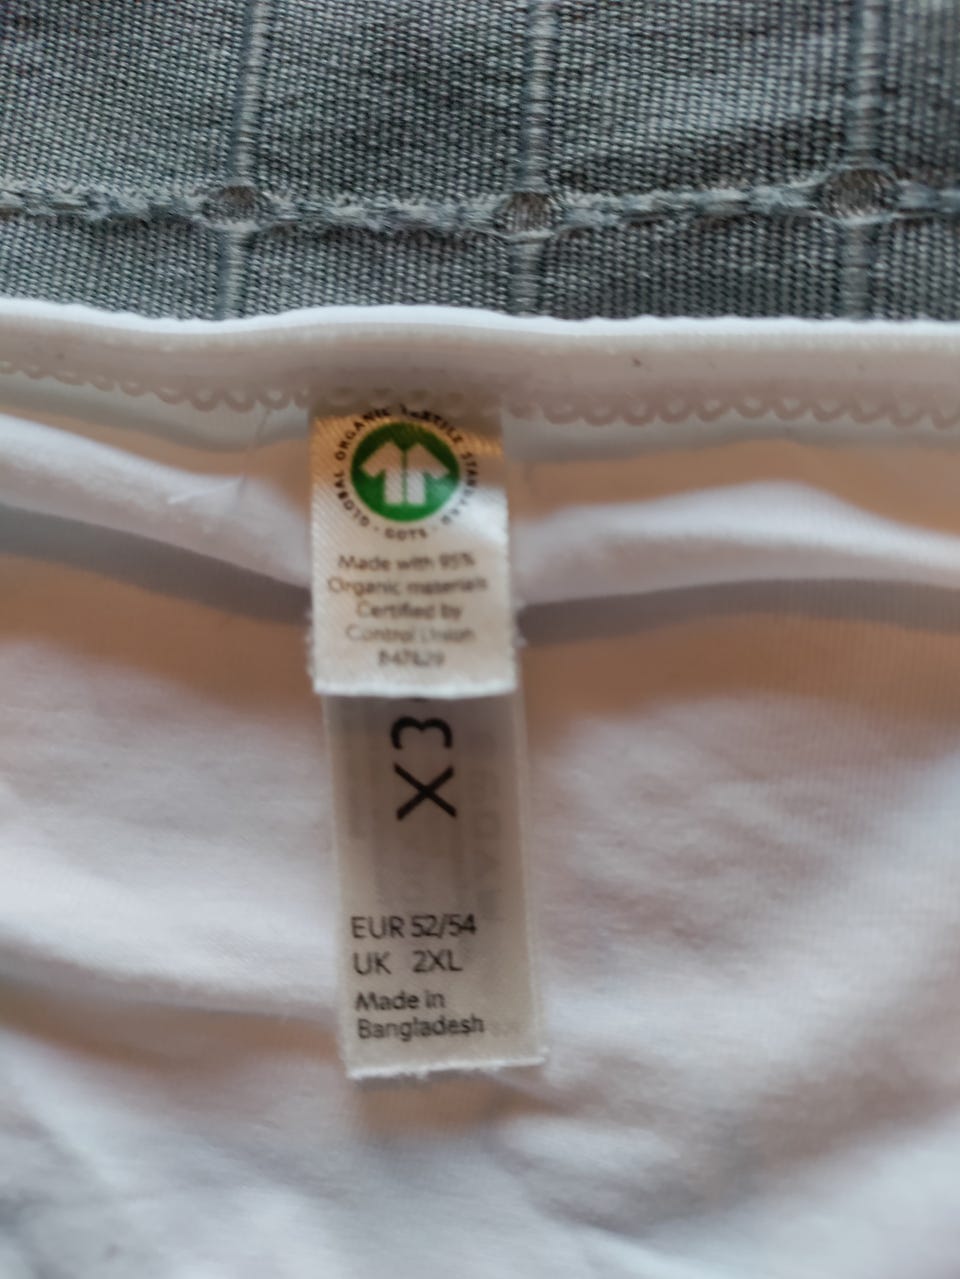 GLOBAL ORGANIC TEXTILE STANDARD · GOTS ·
Made with 95%
Organic materials
Certified by
Control Union
847629
X3
EUR 52/54
UK 2XL
Made in
Bangladesh